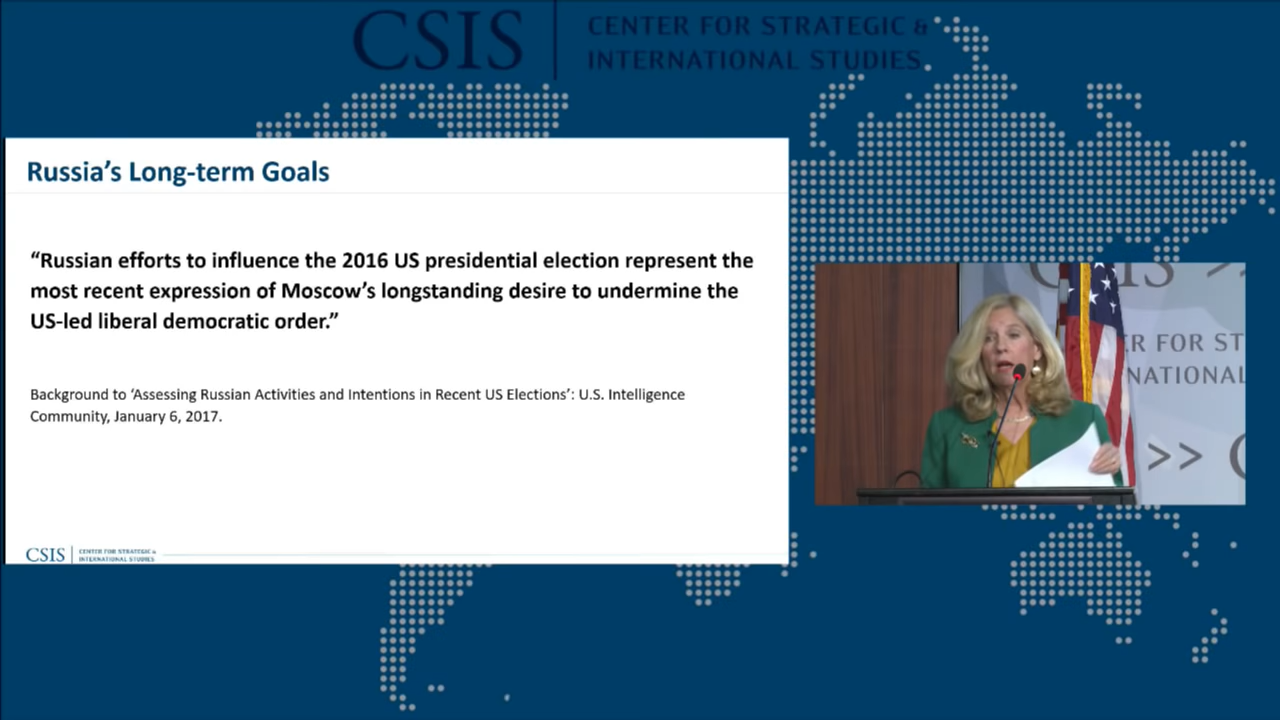 CSIS
CENTER FOR STRATEGIC &
INTERNATIONAL STUDIES
Russia’s Long-term Goals
“Russian efforts to influence the 2016 US presidential election represent the
most recent expression of Moscow’s longstanding desire to undermine the
US-led liberal democratic order.”
Background to ‘Assessing Russian Activities and Intentions in Recent US Elections’: U.S. Intelligence
Community, January 6, 2017.
CSIS
CENTER FOR STRATEGIC &
INTERNATIONAL STUDIES
CSIS >>
ER FOR ST
NATIONAL
>> C